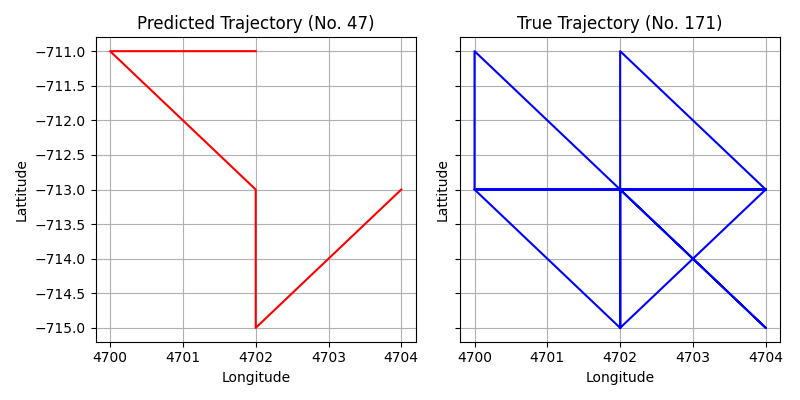 Predicted Trajectory (No. 47)
True Trajectory (No. 171)
−711.0
−711.5
−712.0
−712.5
−713.0
−713.5
−714.0
−714.5
−715.0
Lattitude
Lattitude
4700 4701 4702 4703 4704
4700 4701 4702 4703 4704
Longitude
Longitude